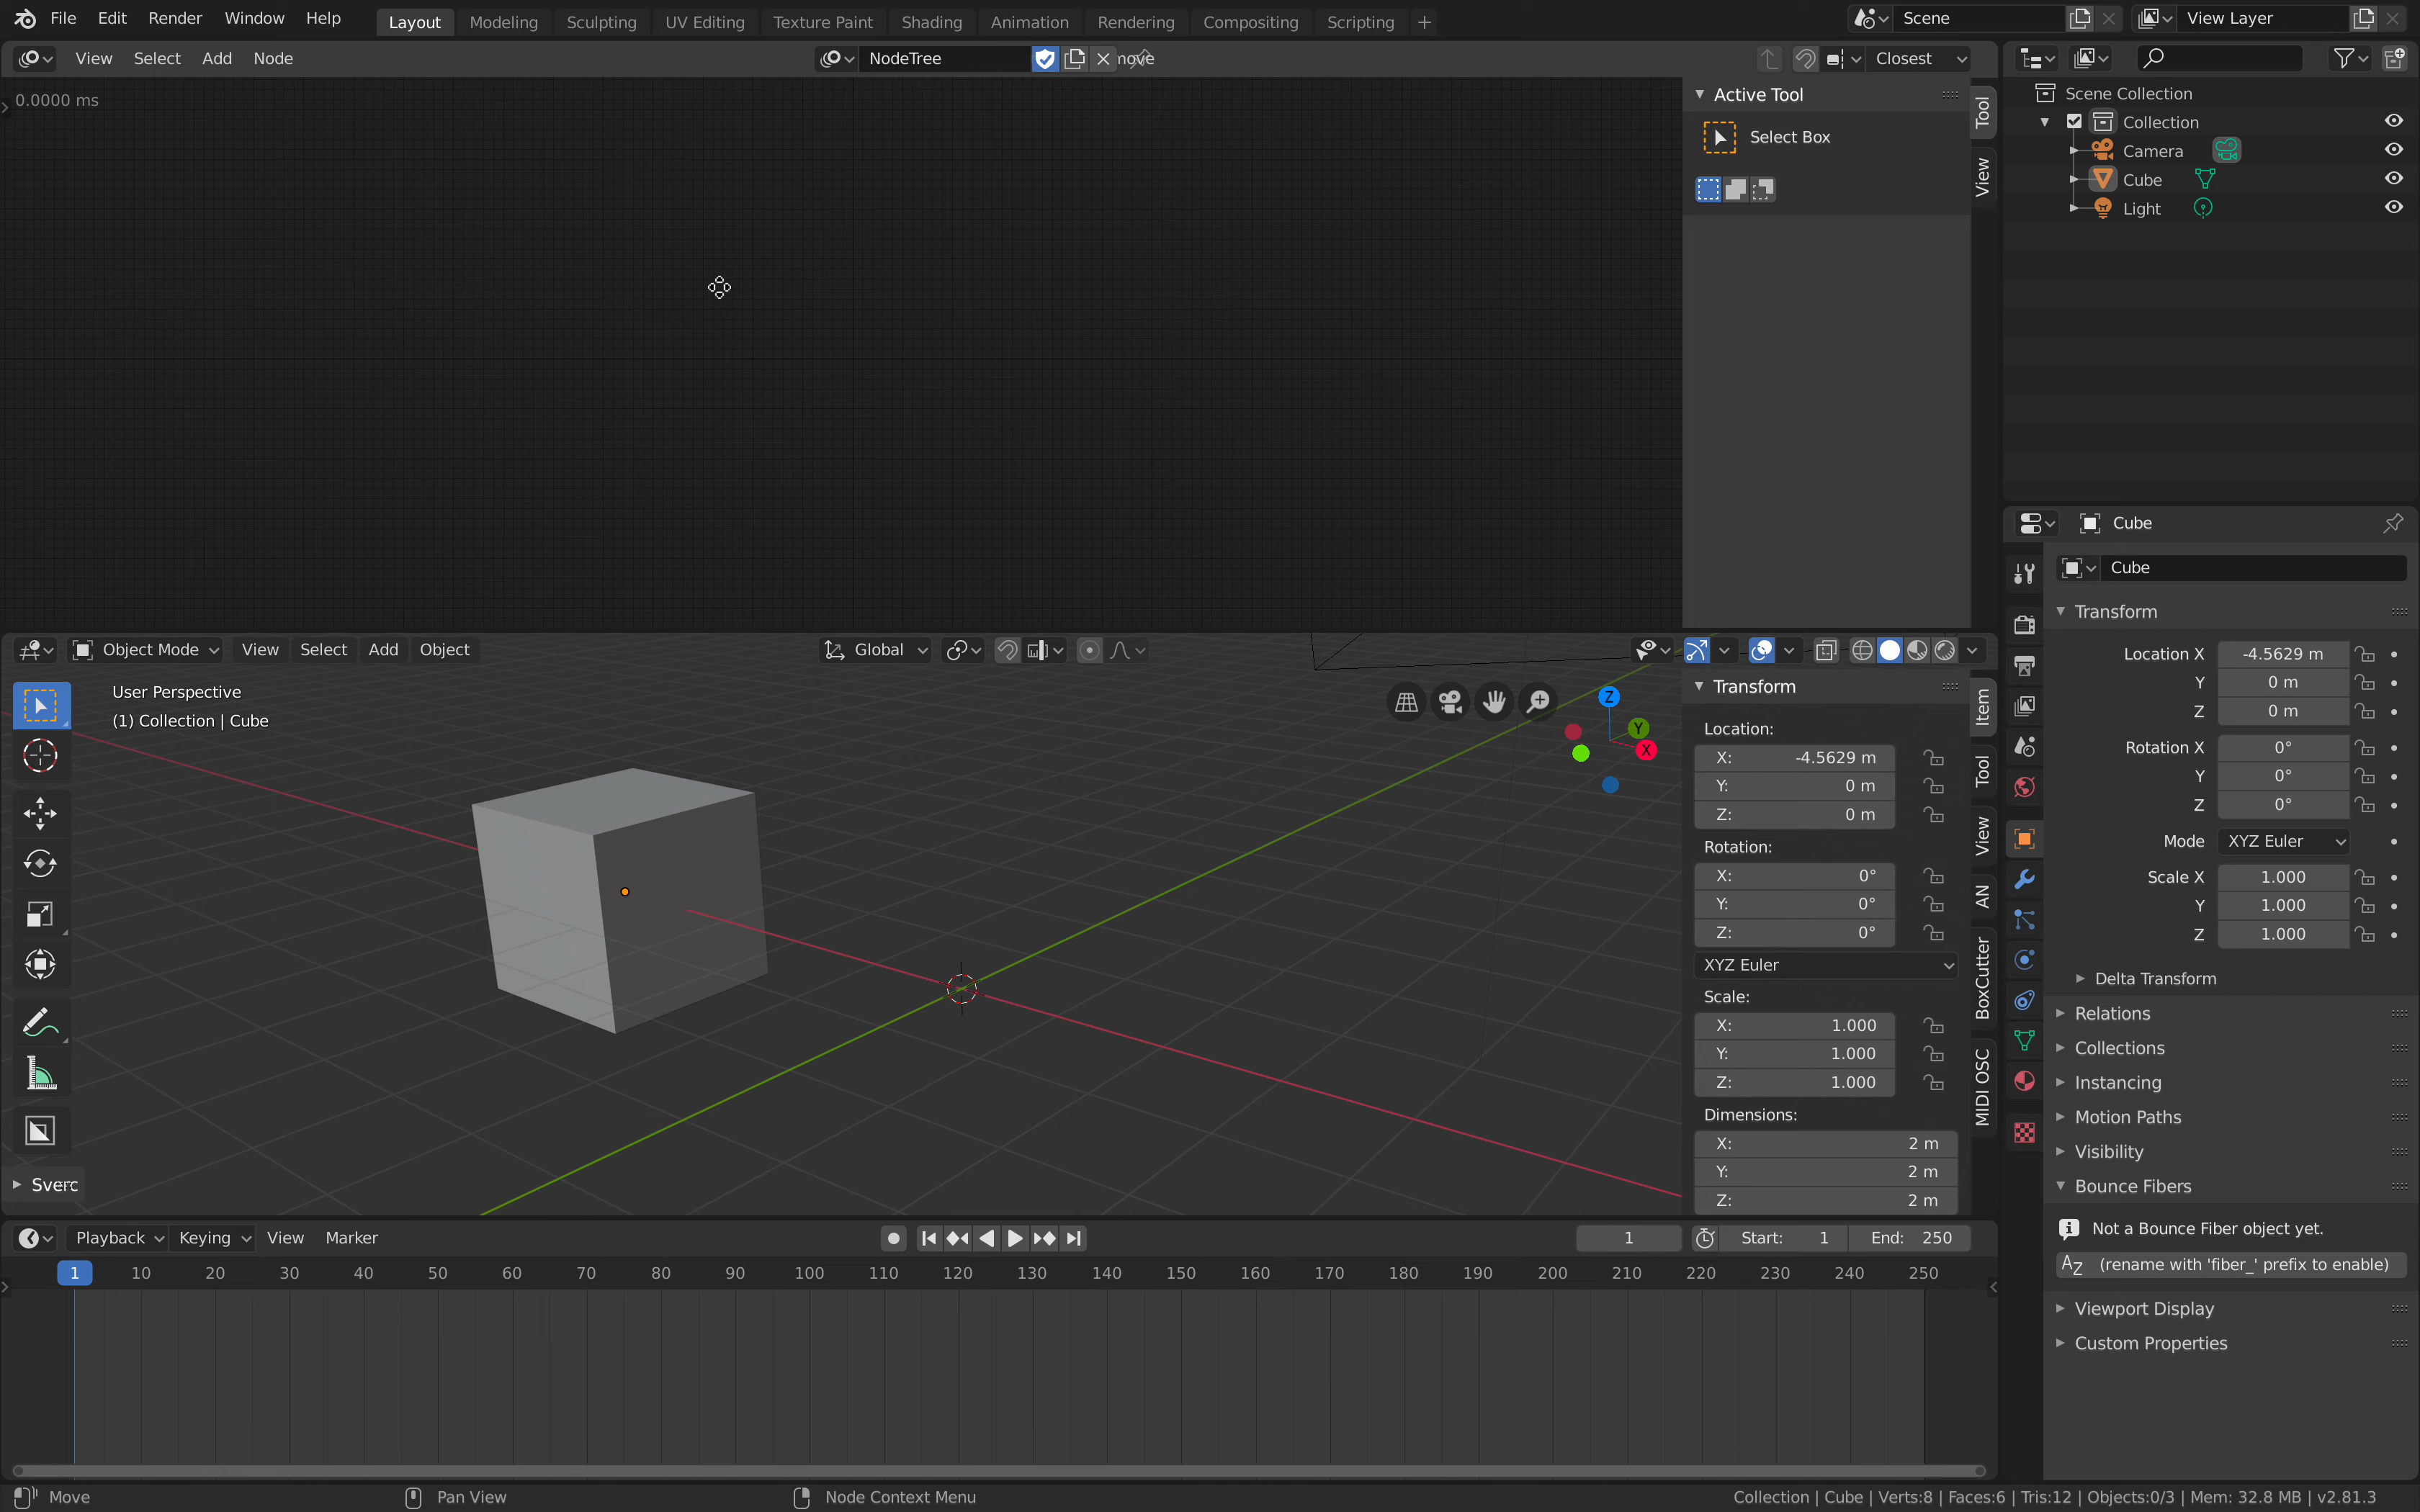 File Edit Render Window Help Layout Modeling Sculpting UV Editing Texture Paint Shading Animation Rendering Compositing Scripting Scene View Layer
View Select Add Node NodeTree Closest
0.0000 ms
Active Tool
Select Box
Tool
View
Scene Collection
Collection
Camera
Cube
Light
Object Mode View Select Add Object Global
User Perspective
(1) Collection | Cube
Z
Y
X
Transform
Location:
X: -4.5629 m
Y: 0 m
Z: 0 m
Rotation:
X: 0°
Y: 0°
Z: 0°
XYZ Euler
Scale:
X: 1.000
Y: 1.000
Z: 1.000
Dimensions:
X: 2 m
Y: 2 m
Z: 2 m
Item
Tool
View
AN
BoxCutter
MIDI OSC
Cube
Cube
Transform
Location X -4.5629 m
Y 0 m
Z 0 m
Rotation X 0°
Y 0°
Z 0°
Mode XYZ Euler
Scale X 1.000
Y 1.000
Z 1.000
Delta Transform
Relations
Collections
Instancing
Motion Paths
Visibility
Bounce Fibers
Not a Bounce Fiber object yet.
AZ (rename with 'fiber_' prefix to enable)
Viewport Display
Custom Properties
Playback Keying View Marker 1 Start: 1 End: 250
1 10 20 30 40 50 60 70 80 90 100 110 120 130 140 150 160 170 180 190 200 210 220 230 240 250
Move Pan View Node Context Menu Collection | Cube | Verts:8 | Faces:6 | Tris:12 | Objects:0/3 | Mem: 32.8 MB | v2.81.3